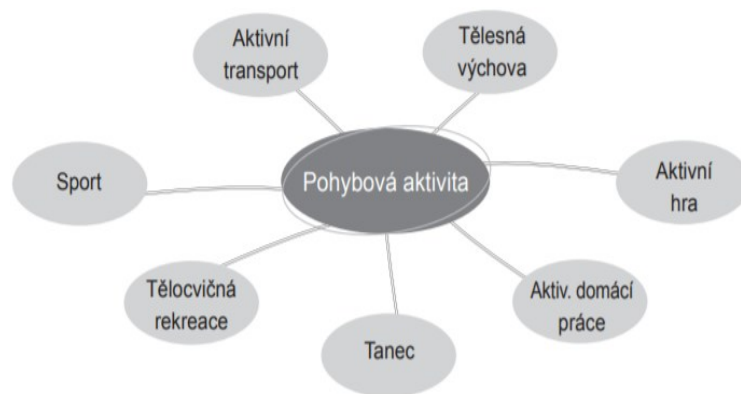 Aktivní
transport
Tělesná
výchova
Sport
Pohybová aktivita
Aktivní
hra
Tělocvičná
rekreace
Tanec
Aktiv. domácí
práce